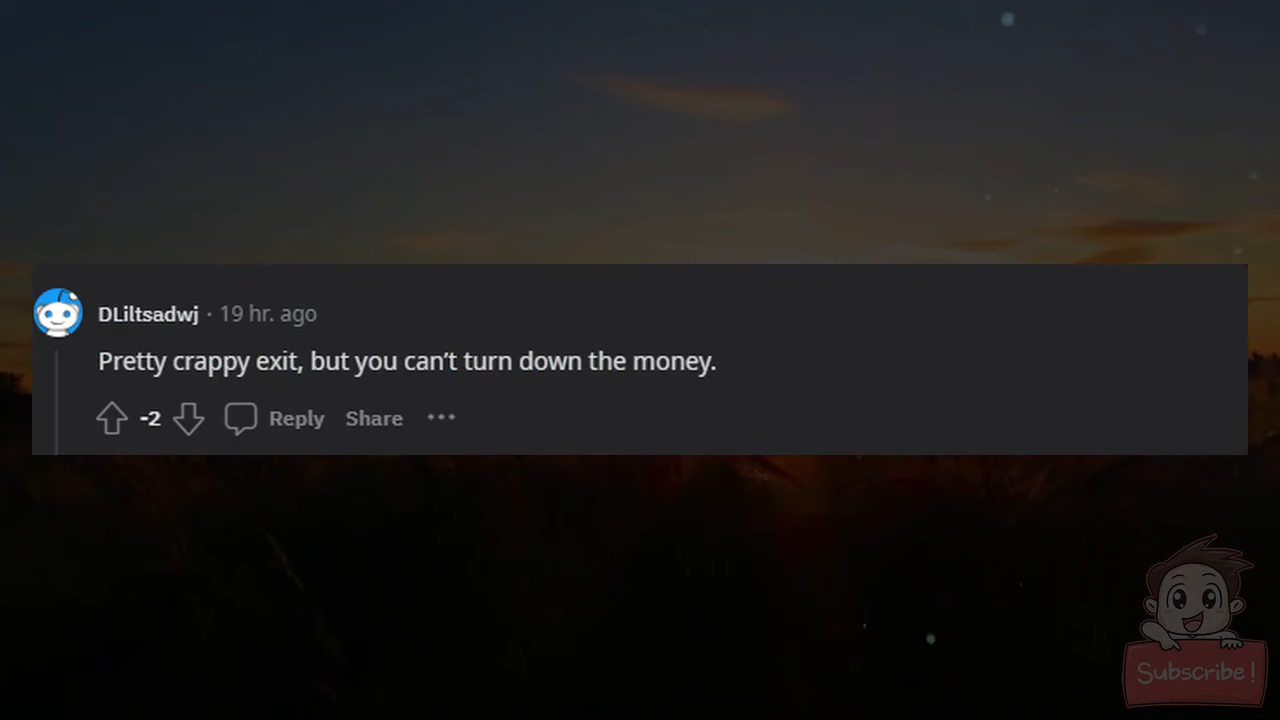 DLiltsadwj · 19 hr. ago
Pretty crappy exit, but you can’t turn down the money.
-2 Reply Share ···
Subscribe!